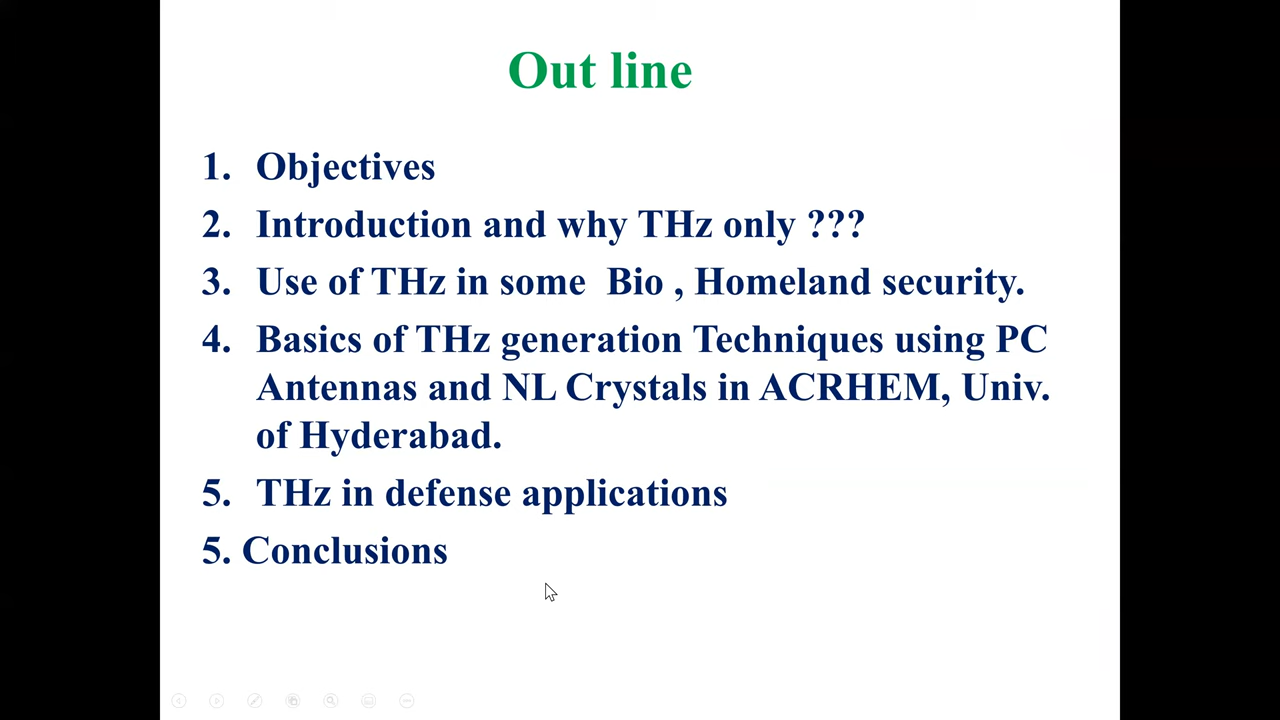 Out line
1. Objectives
2. Introduction and why THz only ???
3. Use of THz in some Bio , Homeland security.
4. Basics of THz generation Techniques using PC
Antennas and NL Crystals in ACRHEM, Univ.
of Hyderabad.
5. THz in defense applications
5. Conclusions